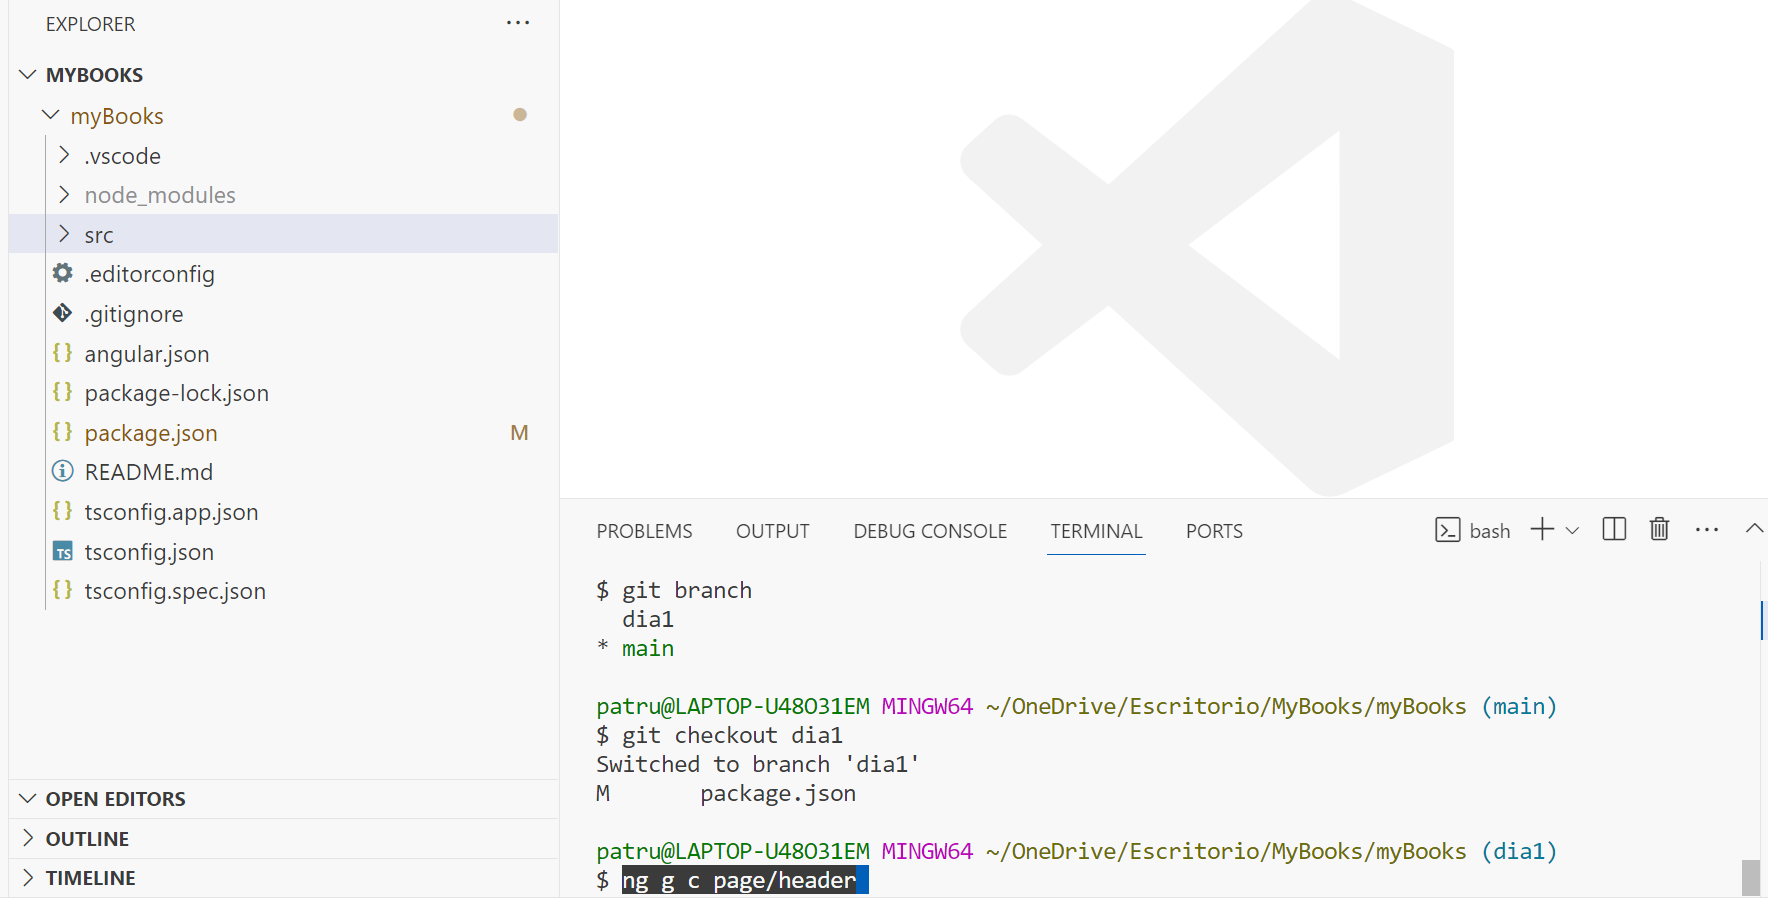 EXPLORER
MYBOOKS
myBooks
.vscode
node_modules
src
.editorconfig
.gitignore
angular.json
package-lock.json
package.json M
README.md
tsconfig.app.json
TS tsconfig.json
tsconfig.spec.json
OPEN EDITORS
OUTLINE
TIMELINE
PROBLEMS OUTPUT DEBUG CONSOLE TERMINAL PORTS bash
$ git branch
dia1
* main
patru@LAPTOP-U48O31EM MINGW64 ~/OneDrive/Escritorio/MyBooks/myBooks (main)
$ git checkout dia1
Switched to branch 'dia1'
M package.json
patru@LAPTOP-U48O31EM MINGW64 ~/OneDrive/Escritorio/MyBooks/myBooks (dia1)
$ ng g c page/header